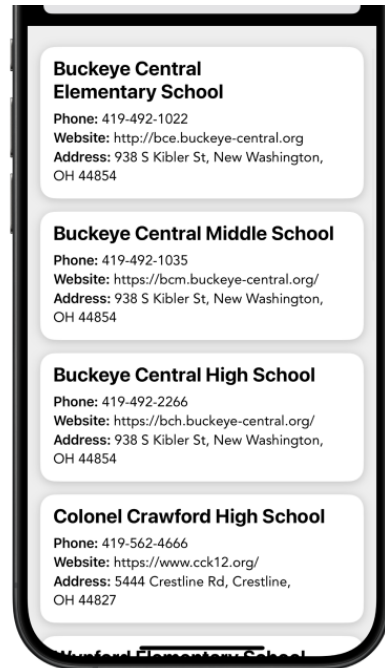 Buckeye Central
Elementary School
Phone: 419-492-1022
Website: http://bce.buckeye-central.org
Address: 938 S Kibler St, New Washington,
OH 44854
Buckeye Central Middle School
Phone: 419-492-1035
Website: https://bcm.buckeye-central.org/
Address: 938 S Kibler St, New Washington,
OH 44854
Buckeye Central High School
Phone: 419-492-2266
Website: https://bch.buckeye-central.org/
Address: 938 S Kibler St, New Washington,
OH 44854
Colonel Crawford High School
Phone: 419-562-4666
Website: https://www.cck12.org/
Address: 5444 Crestline Rd, Crestline,
OH 44827
Wynford Elementary School